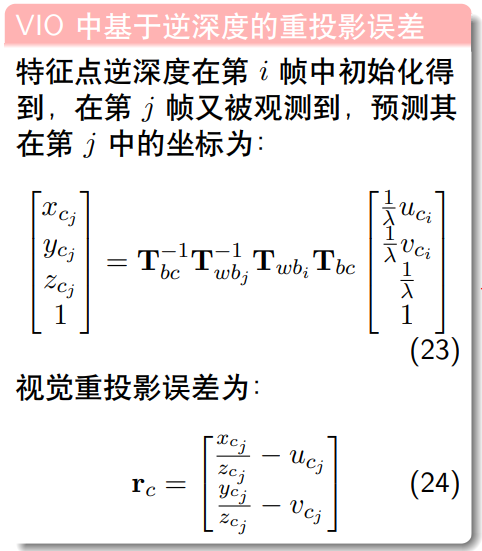 VIO 中基于逆深度的重投影误差
特征点逆深度在第 i 帧中初始化得
到，在第 j 帧又被观测到，预测其
在第 j 中的坐标为：
\begin{bmatrix} x_{c_j} \\ y_{c_j} \\ z_{c_j} \\ 1 \end{bmatrix} = \mathbf{T}_{bc}^{-1} \mathbf{T}_{wb_j}^{-1} \mathbf{T}_{wb_i} \mathbf{T}_{bc} \begin{bmatrix} \frac{1}{\lambda} u_{c_i} \\ \frac{1}{\lambda} v_{c_i} \\ \frac{1}{\lambda} \\ 1 \end{bmatrix}
(23)
视觉重投影误差为：
\mathbf{r}_c = \begin{bmatrix} \frac{x_{c_j}}{z_{c_j}} - u_{c_j} \\ \frac{y_{c_j}}{z_{c_j}} - v_{c_j} \end{bmatrix} (24)